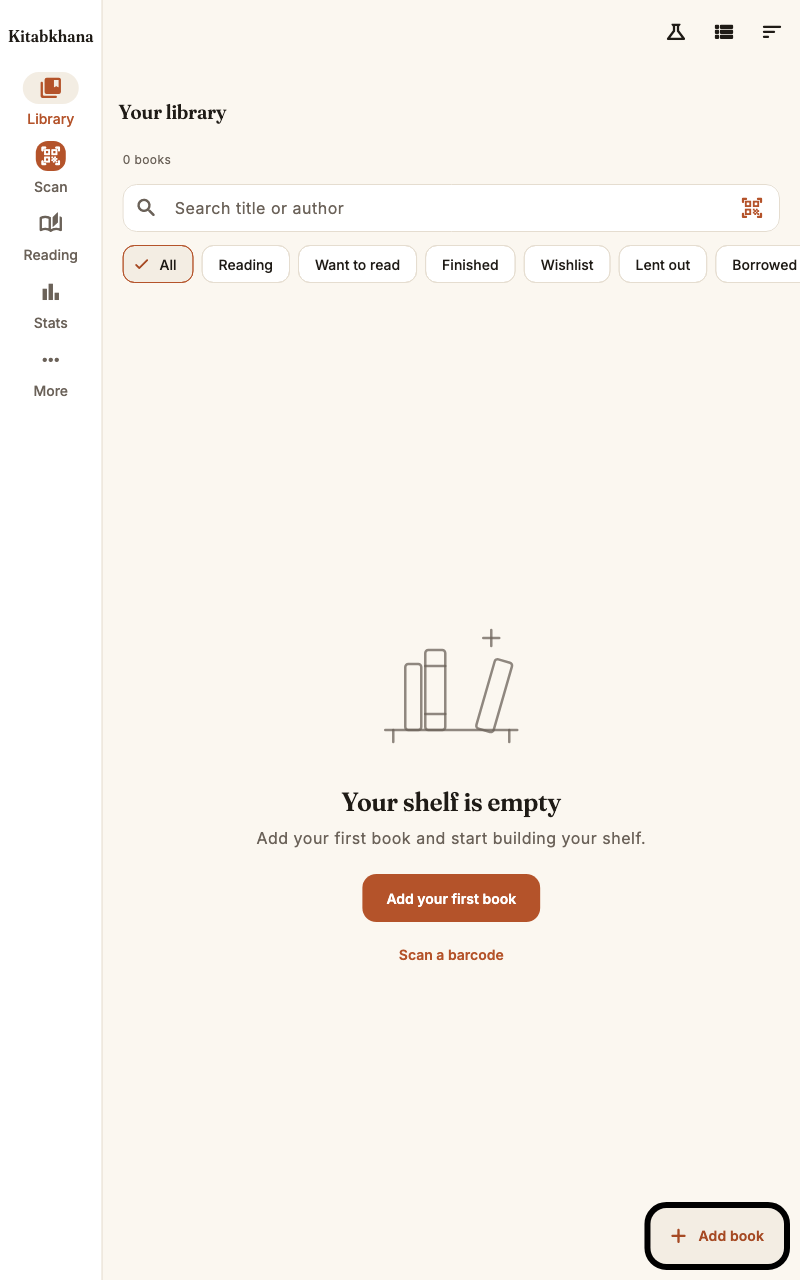 Kitabkhana
Library
Scan
Reading
Stats
More
Your library
0 books
Search title or author
All
Reading
Want to read
Finished
Wishlist
Lent out
Borrowed
Your shelf is empty
Add your first book and start building your shelf.
Add your first book
Scan a barcode
Add book